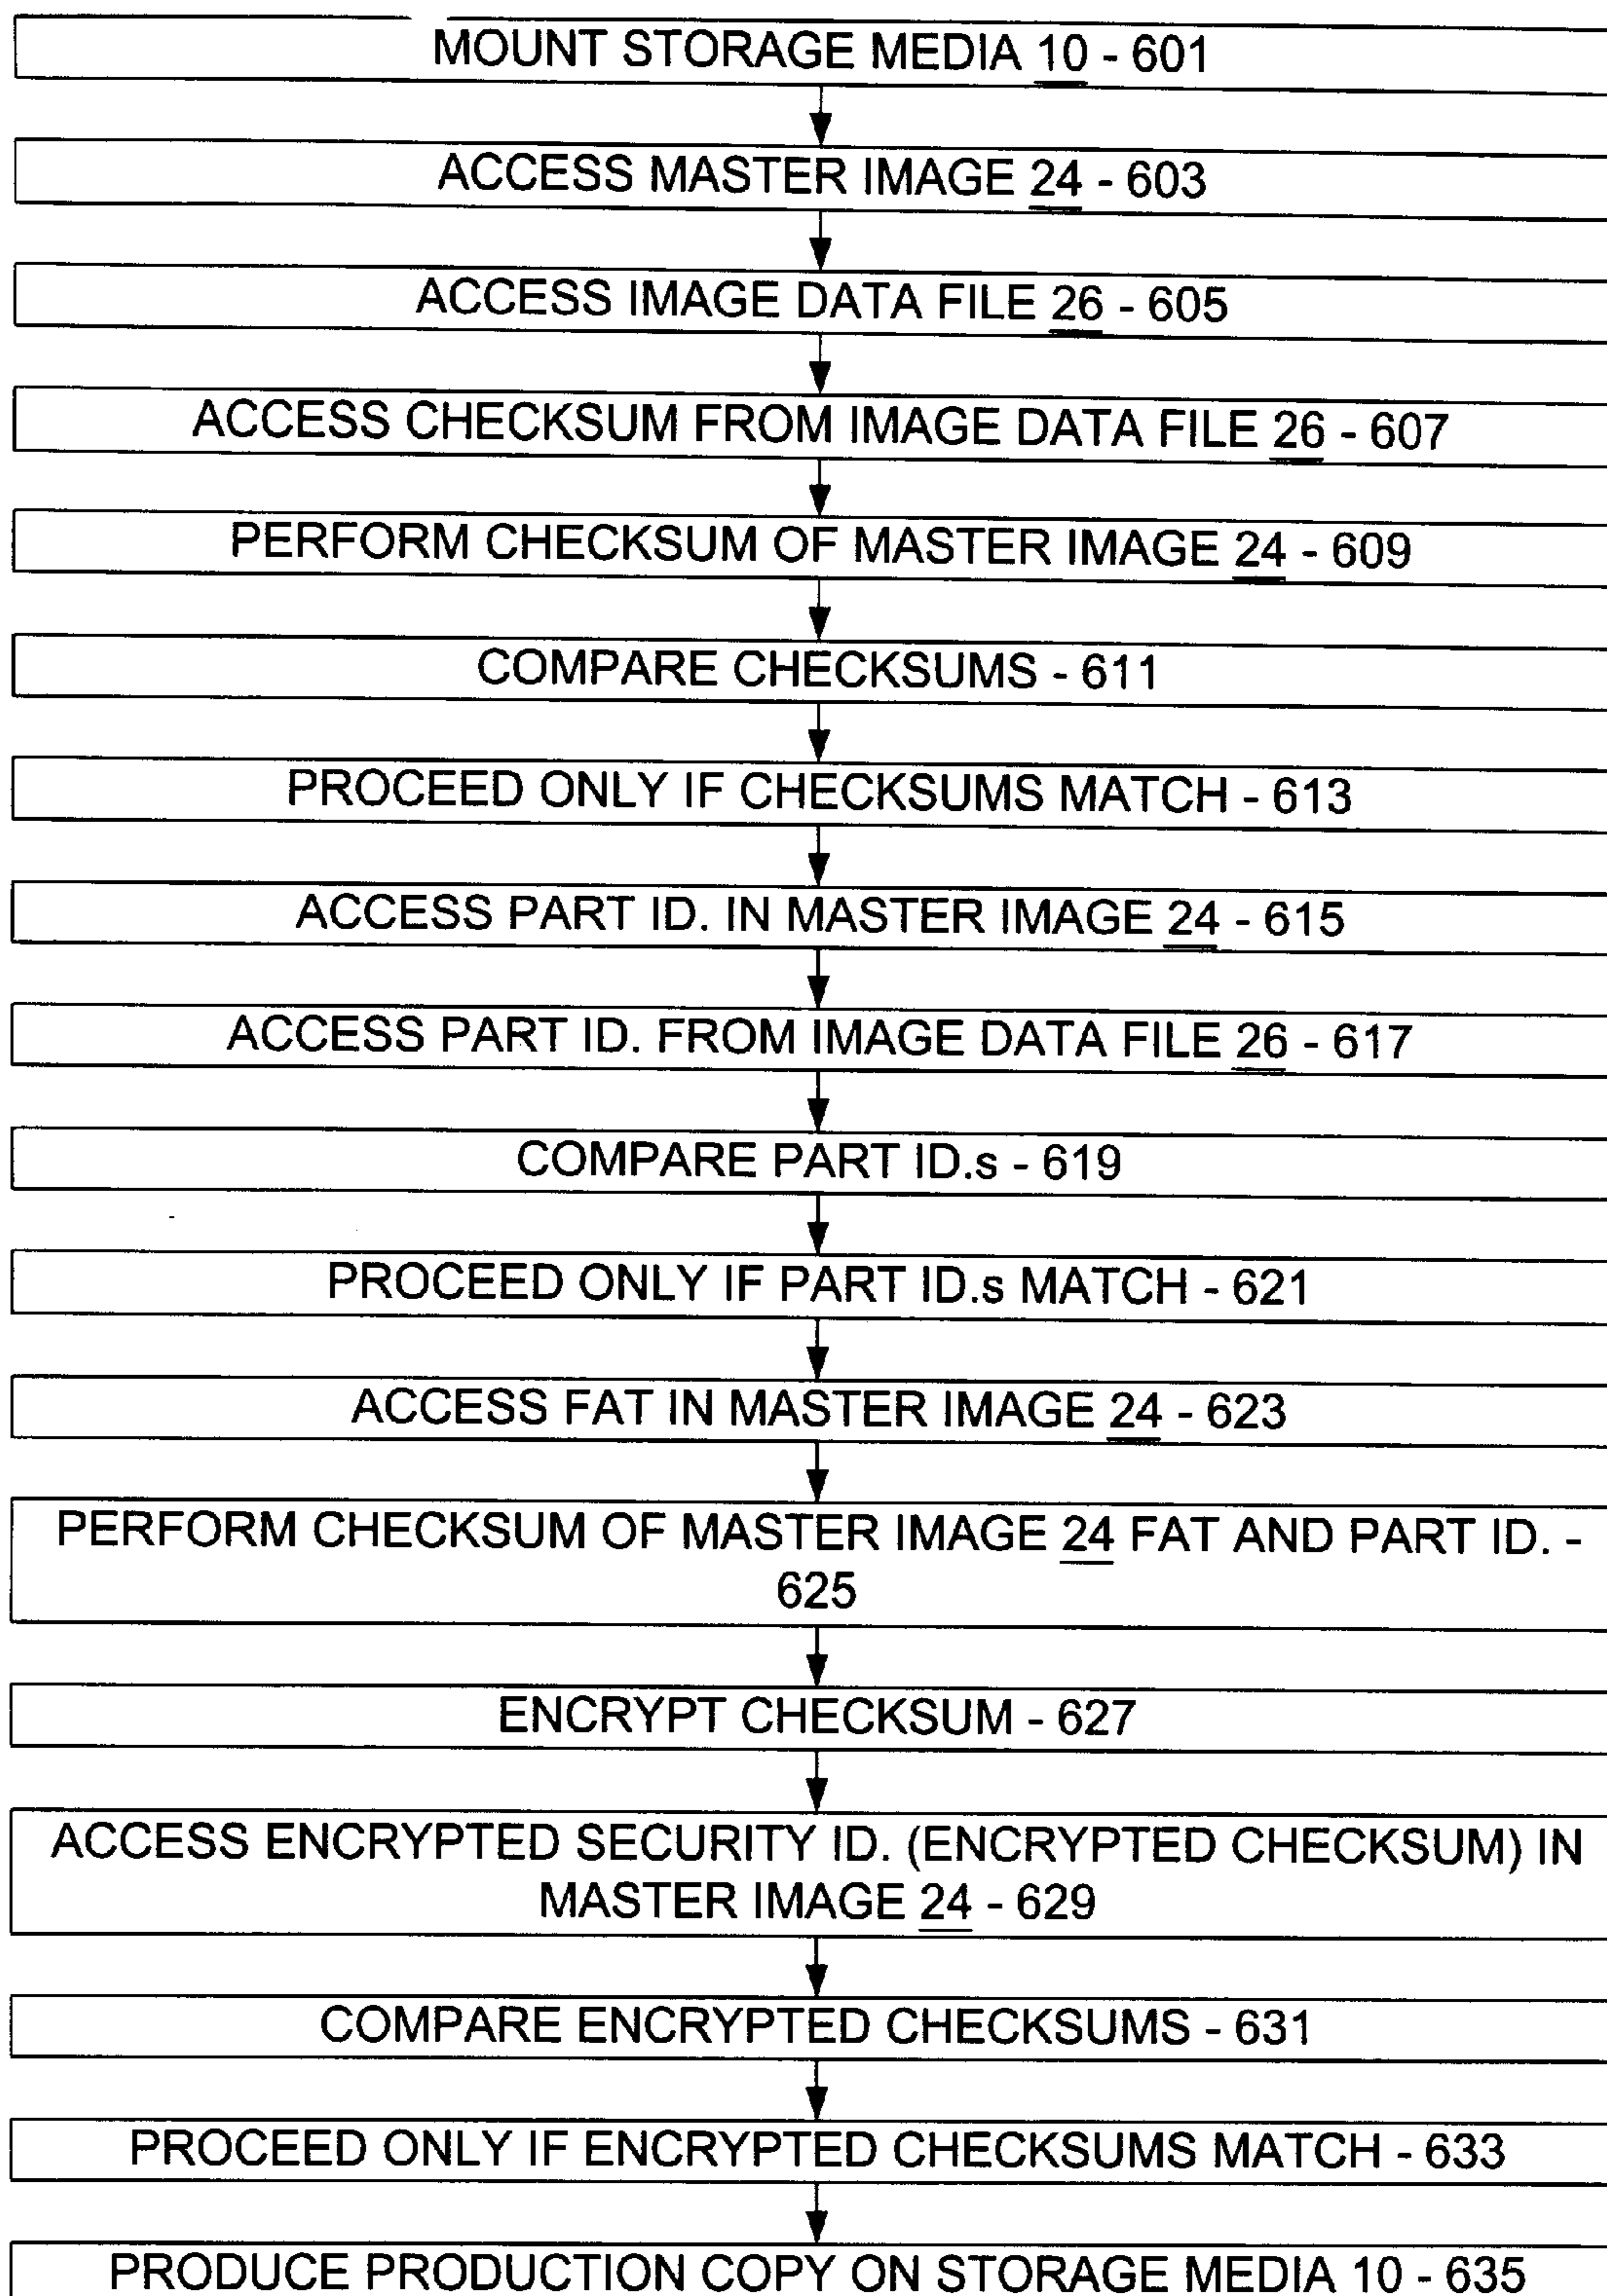 MOUNT STORAGE MEDIA 10 - 601
ACCESS MASTER IMAGE 24 - 603
ACCESS IMAGE DATA FILE 26 - 605
ACCESS CHECKSUM FROM IMAGE DATA FILE 26 - 607
PERFORM CHECKSUM OF MASTER IMAGE 24 - 609
COMPARE CHECKSUMS - 611
PROCEED ONLY IF CHECKSUMS MATCH - 613
ACCESS PART ID. IN MASTER IMAGE 24 - 615
ACCESS PART ID. FROM IMAGE DATA FILE 26 - 617
COMPARE PART ID.s - 619
PROCEED ONLY IF PART ID.s MATCH - 621
ACCESS FAT IN MASTER IMAGE 24 - 623
PERFORM CHECKSUM OF MASTER IMAGE 24 FAT AND PART ID. -
625
ENCRYPT CHECKSUM - 627
ACCESS ENCRYPTED SECURITY ID. (ENCRYPTED CHECKSUM) IN
MASTER IMAGE 24 - 629
COMPARE ENCRYPTED CHECKSUMS - 631
PROCEED ONLY IF ENCRYPTED CHECKSUMS MATCH - 633
PRODUCE PRODUCTION COPY ON STORAGE MEDIA 10 - 635